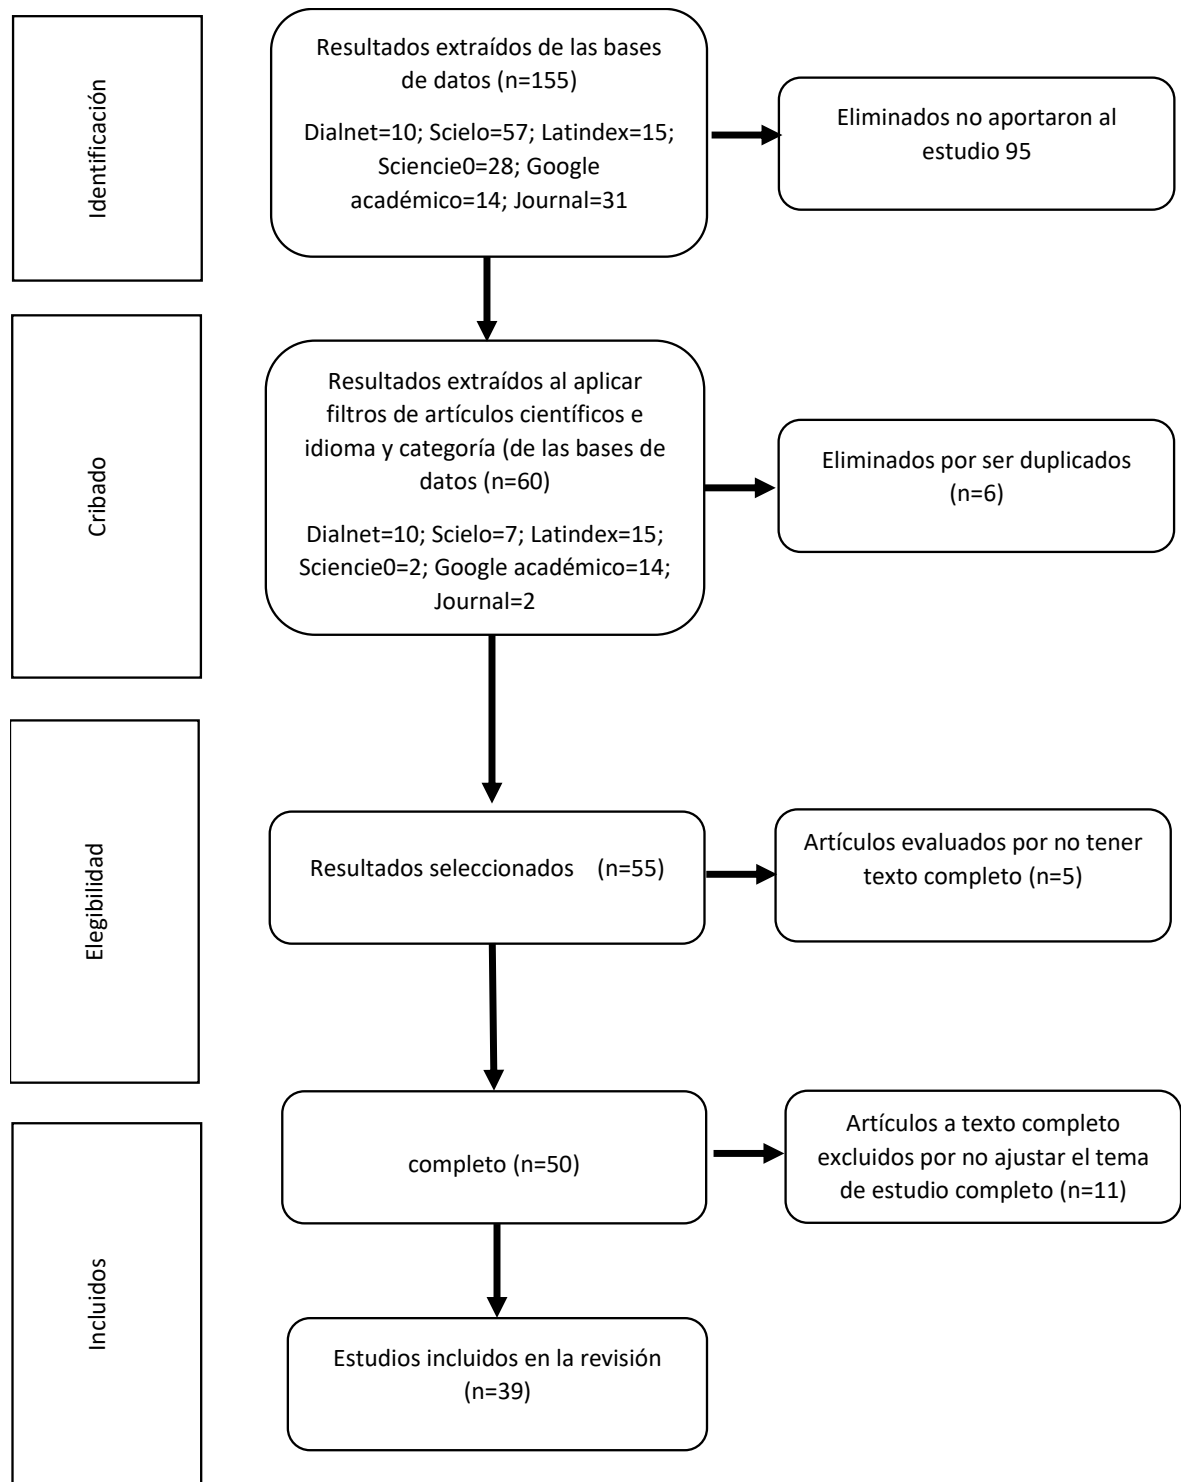 Identificación
Resultados extraídos de las bases
de datos (n=155)
Dialnet=10; Scielo=57; Latindex=15;
Sciencie0=28; Google
académico=14; Journal=31
Eliminados no aportaron al
estudio 95
Cribado
Resultados extraídos al aplicar
filtros de artículos científicos e
idioma y categoría (de las bases de
datos (n=60)
Dialnet=10; Scielo=7; Latindex=15;
Sciencie0=2; Google académico=14;
Journal=2
Eliminados por ser duplicados
(n=6)
Elegibilidad
Resultados seleccionados (n=55)
Artículos evaluados por no tener
texto completo (n=5)
Incluidos
completo (n=50)
Artículos a texto completo
excluidos por no ajustar el tema
de estudio completo (n=11)
Estudios incluidos en la revisión
(n=39)